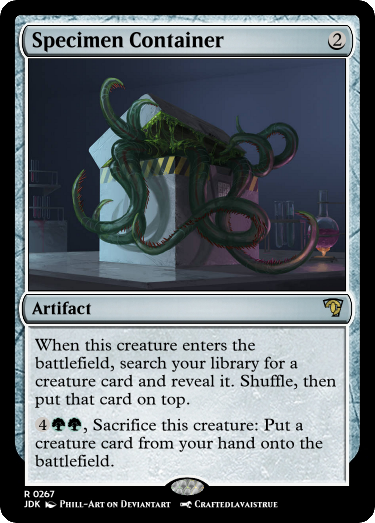 Specimen Container 2
Artifact
When this creature enters the
battlefield, search your library for a
creature card and reveal it. Shuffle, then
put that card on top.
4, Sacrifice this creature: Put a
creature card from your hand onto the
battlefield.
R 0267
JDK Phill-Art on Deviantart Craftedlavaistrue